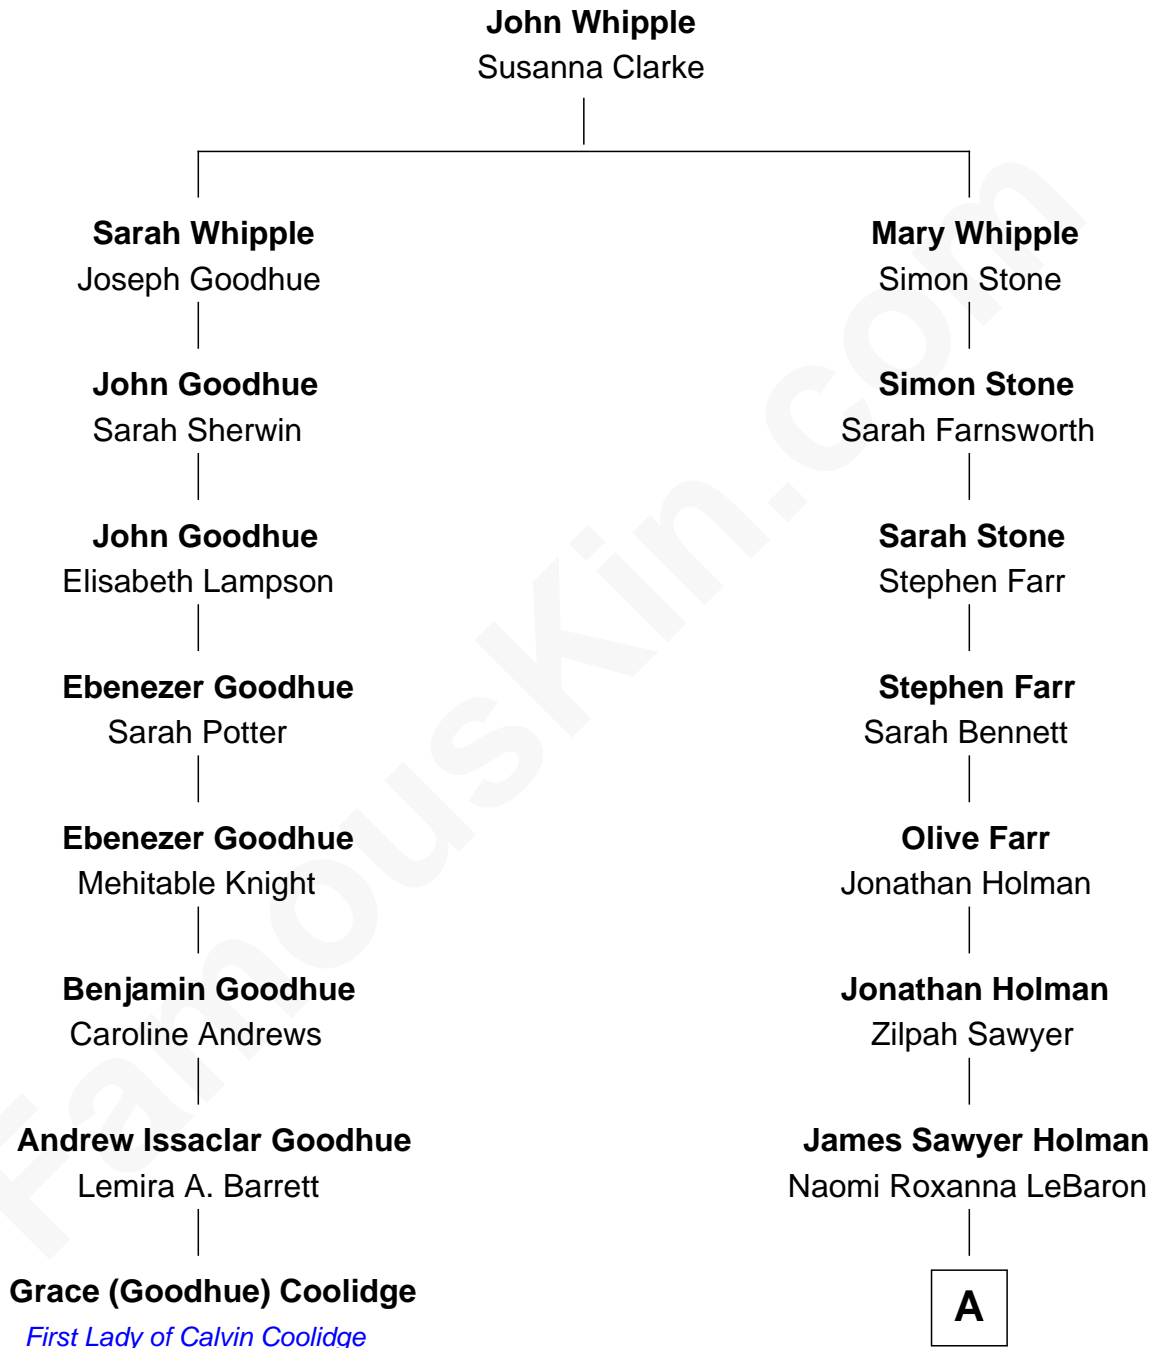 John Whipple
Susanna Clarke
Sarah Whipple
Joseph Goodhue
Mary Whipple
Simon Stone
John Goodhue
Sarah Sherwin
Simon Stone
Sarah Farnsworth
John Goodhue
Elisabeth Lampson
Sarah Stone
Stephen Farr
Ebenezer Goodhue
Sarah Potter
Stephen Farr
Sarah Bennett
Ebenezer Goodhue
Mehitable Knight
Olive Farr
Jonathan Holman
Benjamin Goodhue
Caroline Andrews
Jonathan Holman
Zilpah Sawyer
Andrew Issaclar Goodhue
Lemira A. Barrett
James Sawyer Holman
Naomi Roxanna LeBaron
Grace (Goodhue) Coolidge
First Lady of Calvin Coolidge
A
FamousKin.com